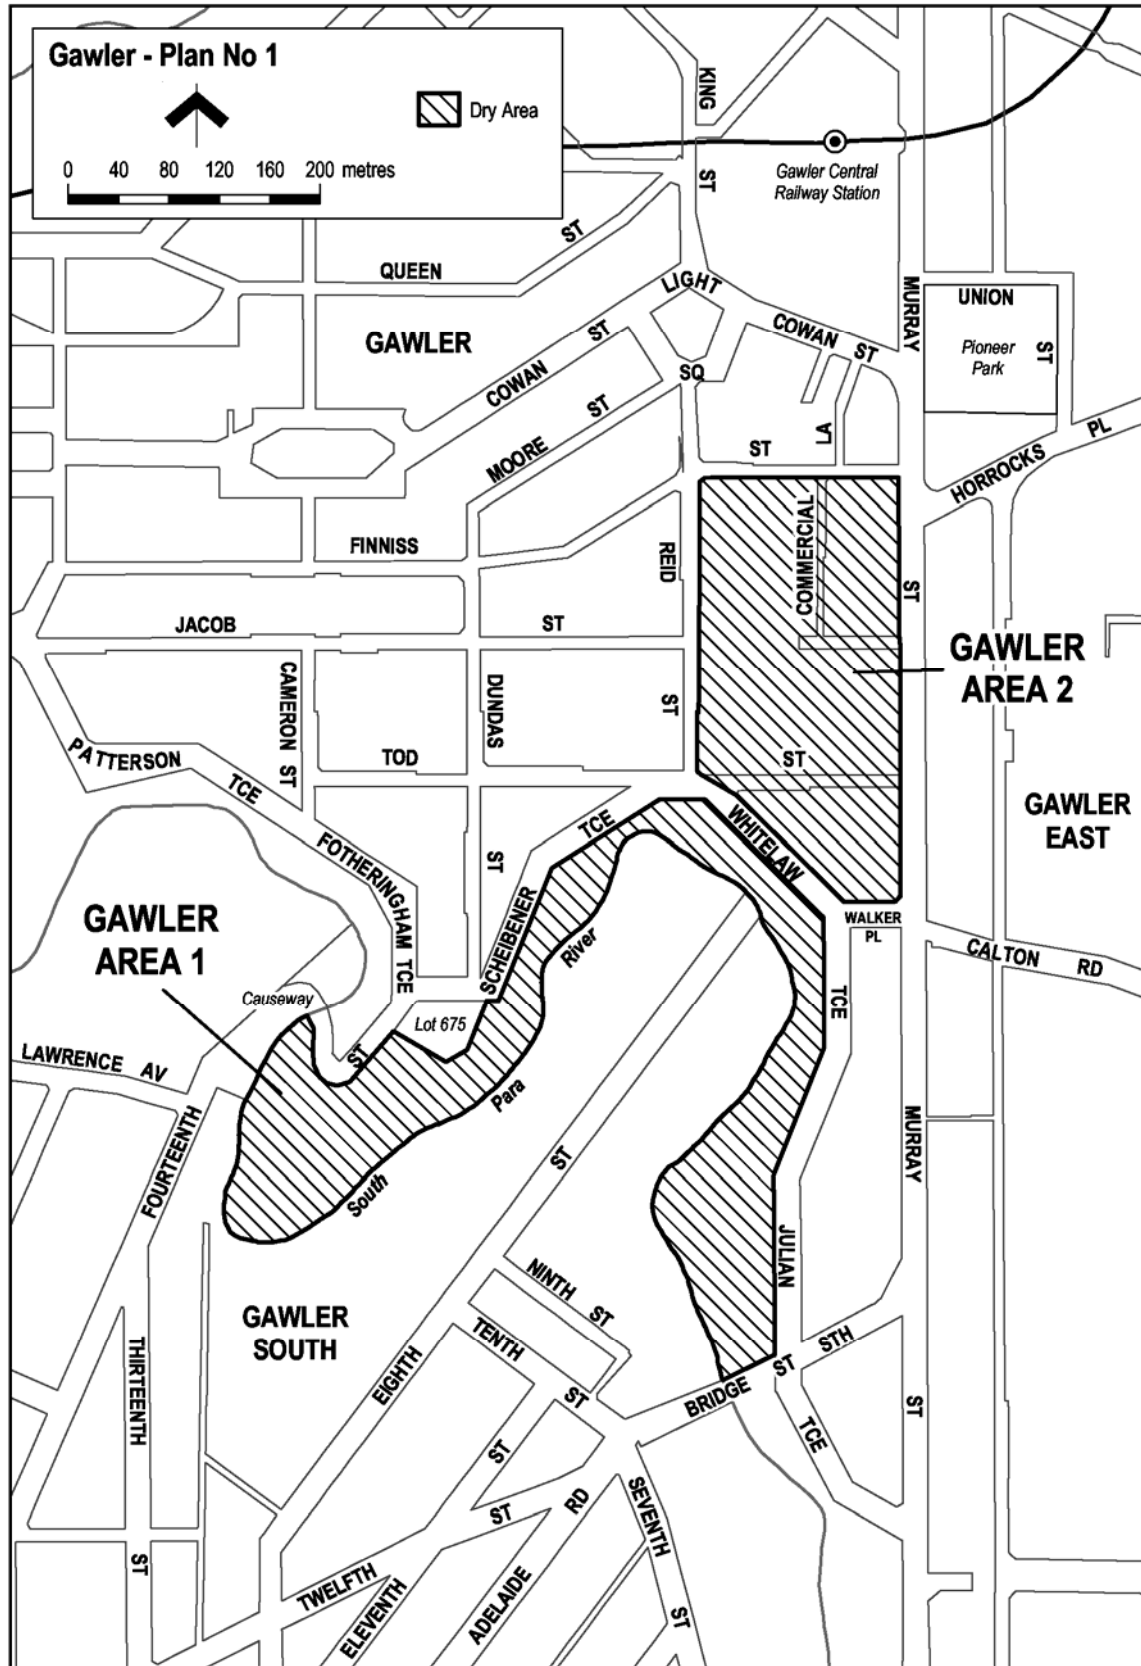 Gawler - Plan No 1
Dry Area
0 40 80 120 160 200 metres
KING
ST
Gawler Central
Railway Station
QUEEN
ST
LIGHT
SQ
MURRAY
UNION
ST
Pioneer
Park
GAWLER
COWAN
ST
COWAN
ST
MOORE
ST
LA
ST
HORROCKS
PL
FINNISS
REID
COMMERCIAL
ST
JACOB
ST
GAWLER
AREA 2
CAMERON
ST
DUNDAS
ST
PATTERSON
TCE
TOD
ST
GAWLER
EAST
FOTHERINGHAM
TCE
ST
TCE
WHITELAW
SCHEIBENER
GAWLER
AREA 1
WALKER
PL
CALTON
RD
River
TCE
Causeway
Lot 675
ST
LAWRENCE
AV
Para
FOURTEENTH
MURRAY
ST
South
JULIAN
NINTH
ST
GAWLER
SOUTH
TENTH
ST
STH
ST
BRIDGE
THIRTEENTH
EIGHTH
ST
TCE
ST
SEVENTH
RD
ST
ST
TWELFTH
ELEVENTH
ADELAIDE
ST